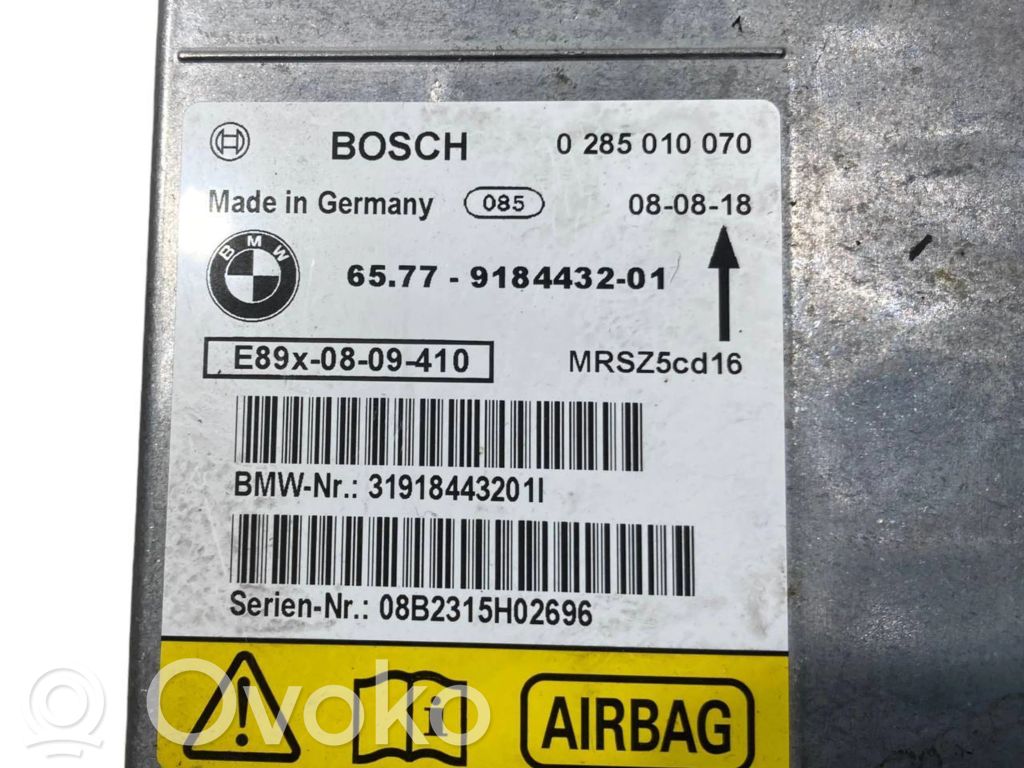 BOSCH 0 285 010 070
Made in Germany 085 08-08-18
BMW
65.77 - 9184432-01
E89x-08-09-410 MRSZ5cd16
BMW-Nr.: 31918443201I
Serien-Nr.: 08B2315H02696
i AIRBAG
Ovoko